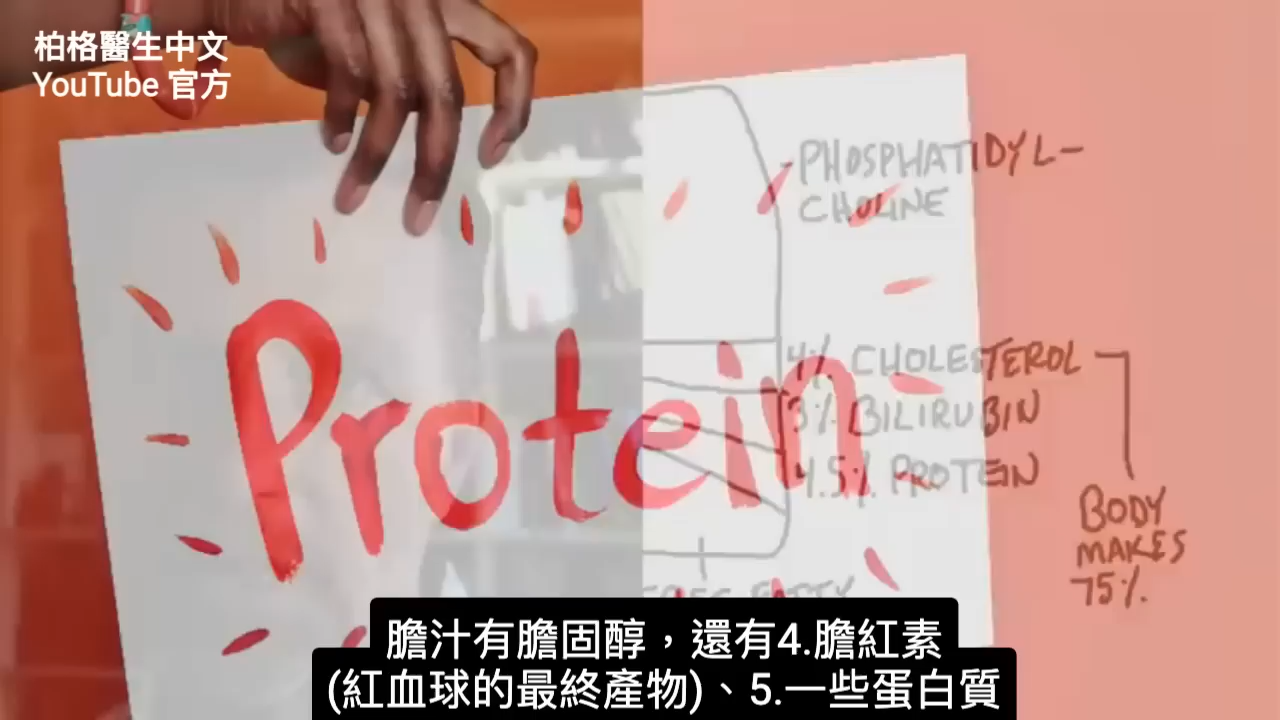 柏格醫生中文
YouTube 官方
PHOSPHATIDYL-
CHOLINE
Protein
4% CHOLESTEROL
3% BILIRUBIN
4.5% PROTEIN
BODY
MAKES
75%.
膽汁有膽固醇，還有4.膽紅素
(紅血球的最終產物)、5.一些蛋白質